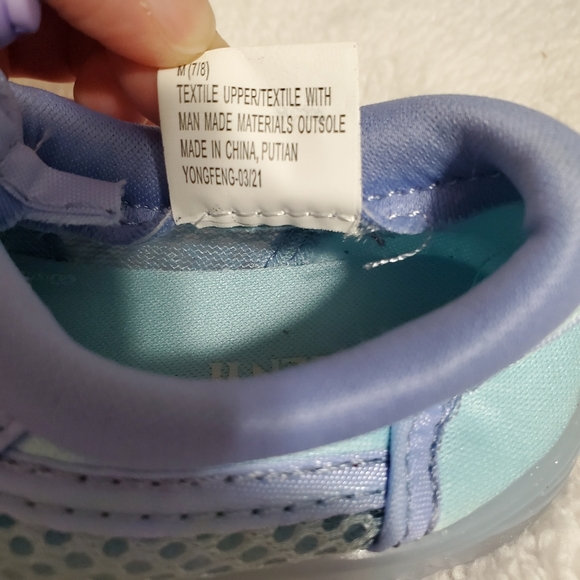 M (7/8)
TEXTILE UPPER/TEXTILE WITH
MAN MADE MATERIALS OUTSOLE
MADE IN CHINA, PUTIAN
YONGFENG-03/21